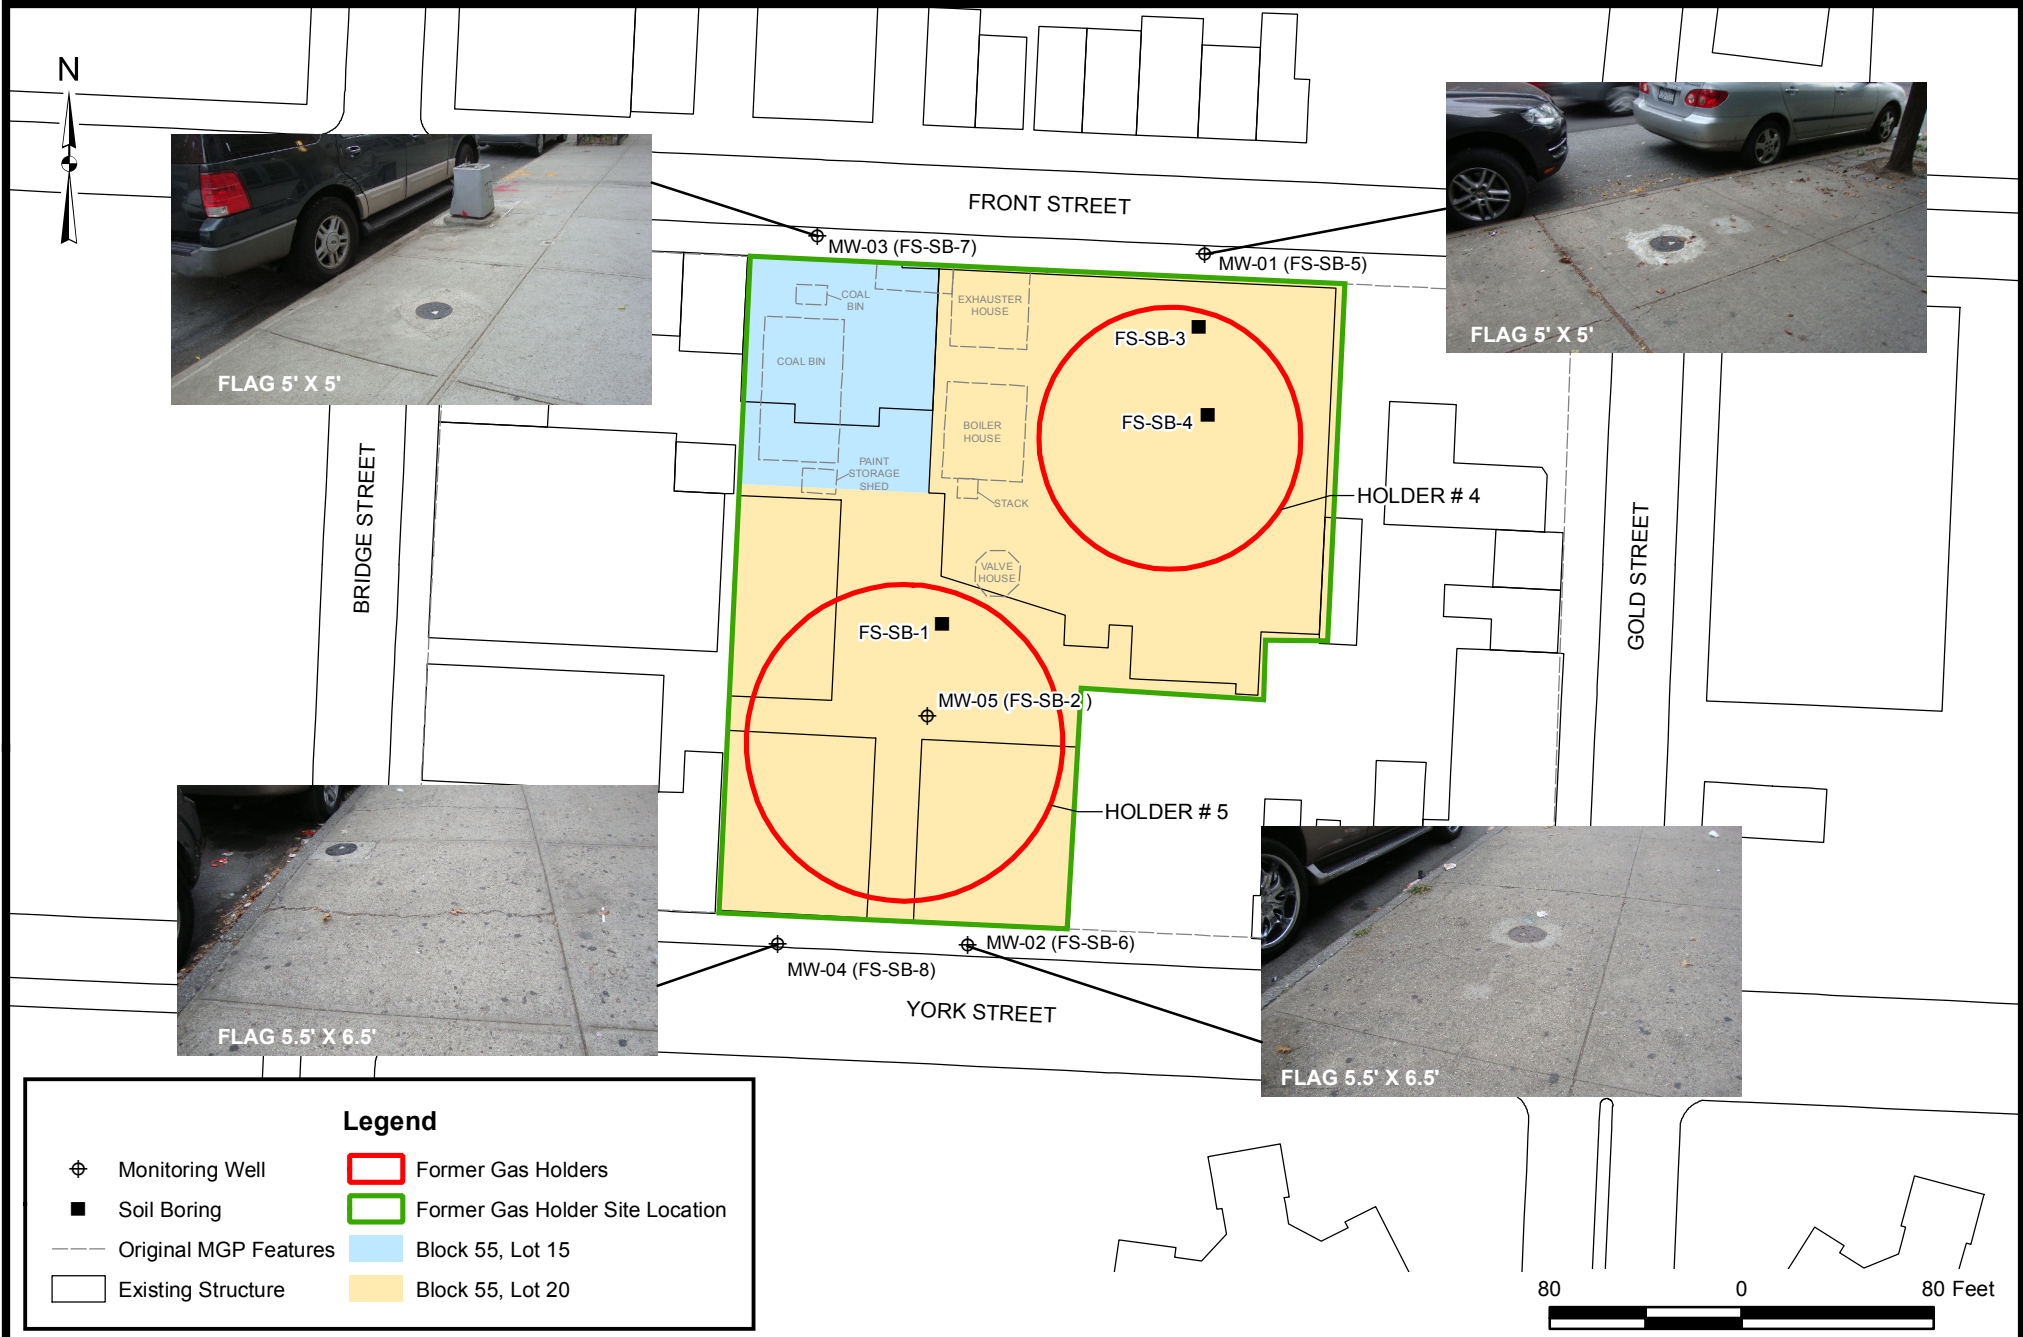 N
FRONT STREET
MW-03 (FS-SB-7)
MW-01 (FS-SB-5)
FLAG 5' X 5'
FLAG 5' X 5'
COAL
BIN
EXHAUSTER
HOUSE
COAL BIN
FS-SB-3
FS-SB-4
BOILER
HOUSE
PAINT
STORAGE
SHED
STACK
HOLDER # 4
BRIDGE STREET
GOLD STREET
VALVE
HOUSE
FS-SB-1
MW-05 (FS-SB-2 )
HOLDER # 5
MW-02 (FS-SB-6)
MW-04 (FS-SB-8)
YORK STREET
FLAG 5.5' X 6.5'
FLAG 5.5' X 6.5'
Legend
Monitoring Well
Soil Boring
Original MGP Features
Existing Structure
Former Gas Holders
Former Gas Holder Site Location
Block 55, Lot 15
Block 55, Lot 20
80 0 80 Feet